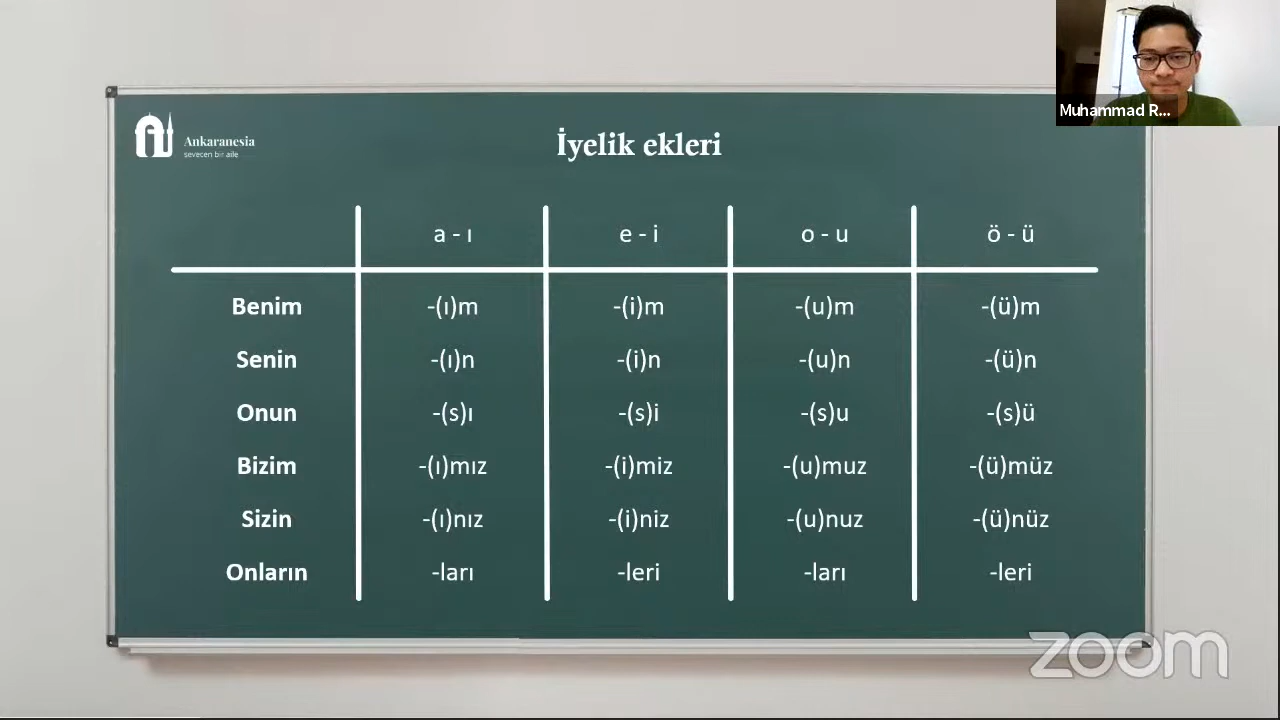 Muhammad R...
Ankaranesia
sevecen bir aile
İyelik ekleri
a - ı e - i o - u ö - ü
Benim -(ı)m -(i)m -(u)m -(ü)m
Senin -(ı)n -(i)n -(u)n -(ü)n
Onun -(s)ı -(s)i -(s)u -(s)ü
Bizim -(ı)mız -(i)miz -(u)muz -(ü)müz
Sizin -(ı)nız -(i)niz -(u)nuz -(ü)nüz
Onların -ları -leri -ları -leri
zoom